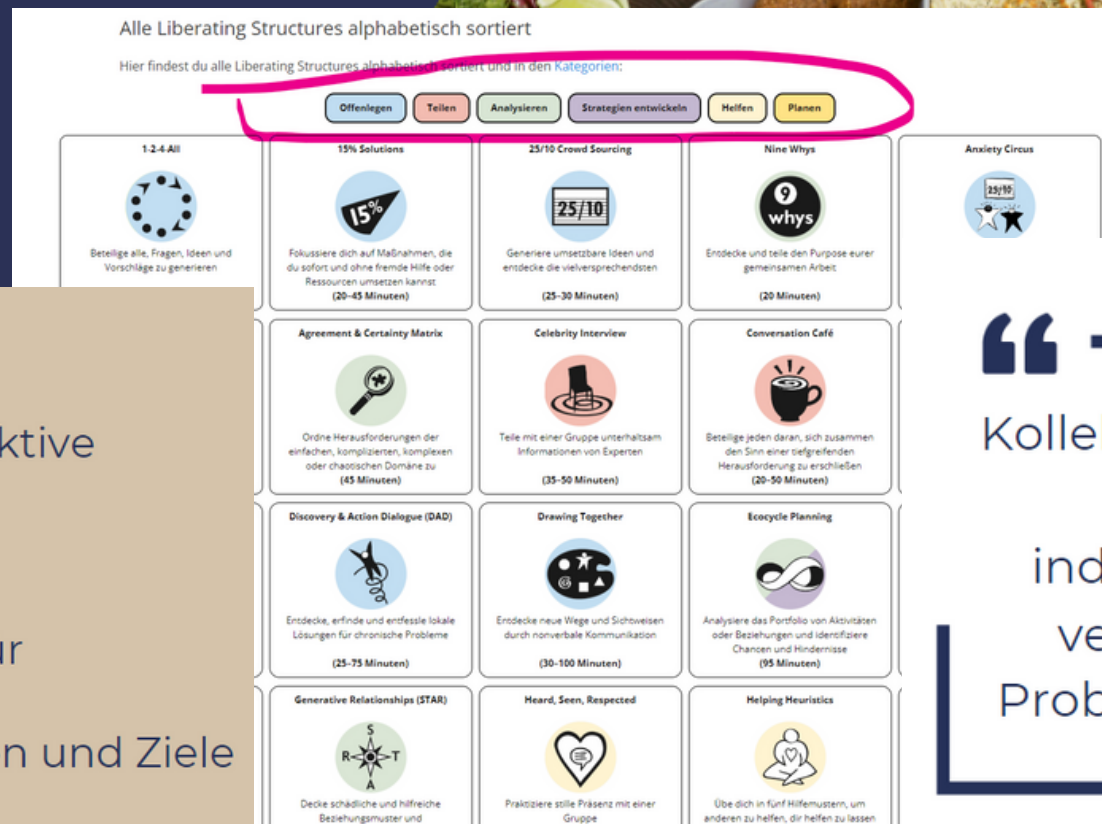 Alle Liberating Structures alphabetisch sortiert
Hier findest du alle Liberating Structures alphabetisch sortiert und in den Kategorien:
Offenlegen
Teilen
Analysieren
Strategien entwickeln
Helfen
Planen
1-2-4-All
Beteilige alle, Fragen, Ideen und
Vorschläge zu generieren
15% Solutions
15%
Fokussiere dich auf Maßnahmen, die
du sofort und ohne fremde Hilfe oder
Ressourcen umsetzen kannst
(20-45 Minuten)
25/10 Crowd Sourcing
25/10
Generiere umsetzbare Ideen und
entdecke die vielversprechendsten
(25-30 Minuten)
Nine Whys
9
whys
Entdecke und teile den Purpose eurer
gemeinsamen Arbeit
(20 Minuten)
Anxiety Circus
25/10
Agreement & Certainty Matrix
Ordne Herausforderungen der
einfachen, komplizierten, komplexen
oder chaotischen Domäne zu
(45 Minuten)
Celebrity Interview
Teile mit einer Gruppe unterhaltsam
Informationen von Experten
(35-50 Minuten)
Conversation Café
Beteilige jeden daran, sich zusammen
den Sinn einer tiefgreifenden
Herausforderung zu erschließen
(20-50 Minuten)
Discovery & Action Dialogue (DAD)
Entdecke, erfinde und entfessle lokale
Lösungen für chronische Probleme
(25-75 Minuten)
Drawing Together
Entdecke neue Wege und Sichtweisen
durch nonverbale Kommunikation
(30-100 Minuten)
Ecocycle Planning
Analysiere das Portfolio von Aktivitäten
oder Beziehungen und identifiziere
Chancen und Hindernisse
(95 Minuten)
Generative Relationships (STAR)
S
R T
A
Decke schädliche und hilfreiche
Beziehungsmuster und
Heard, Seen, Respected
Praktiziere stille Präsenz mit einer
Gruppe
Helping Heuristics
Übe dich in fünf Hilfemustern, um
anderen zu helfen, dir helfen zu lassen
ktive
ur
n und Ziele
“
Kolle
ind
ve
Prob